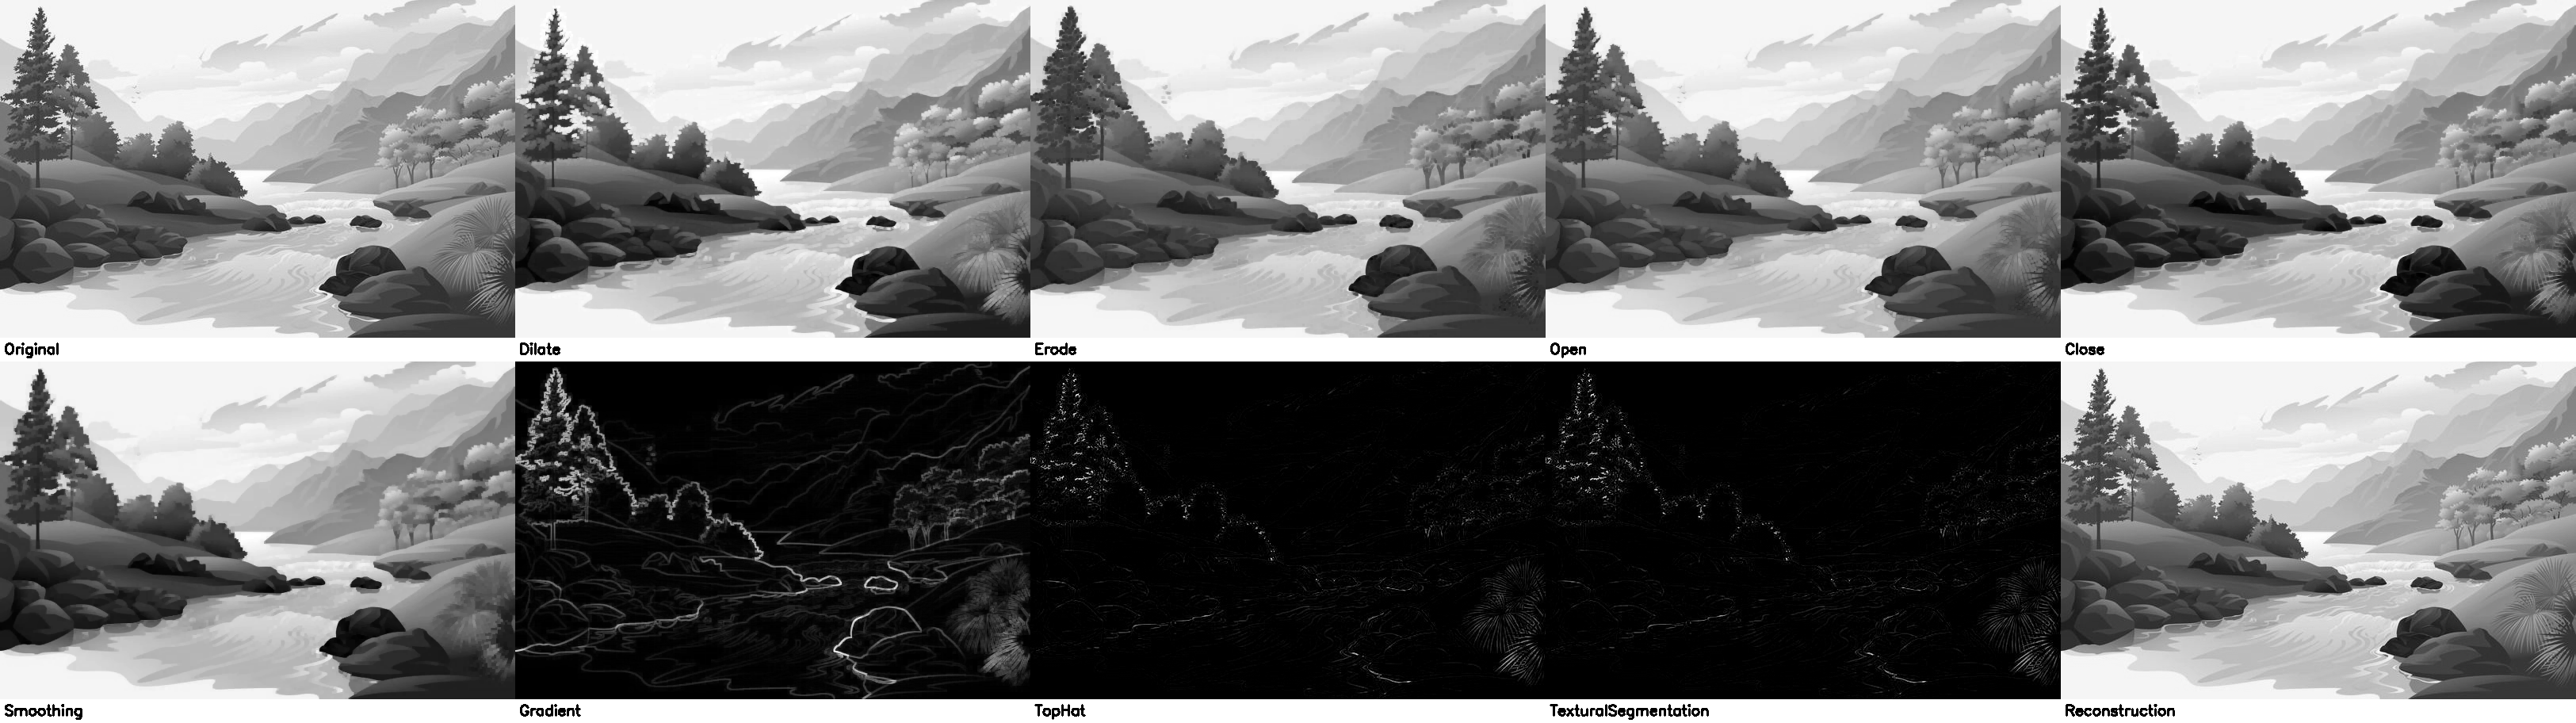 Original
Dilate
Erode
Open
Close
Smoothing
Gradient
TopHat
TexturalSegmentation
Reconstruction